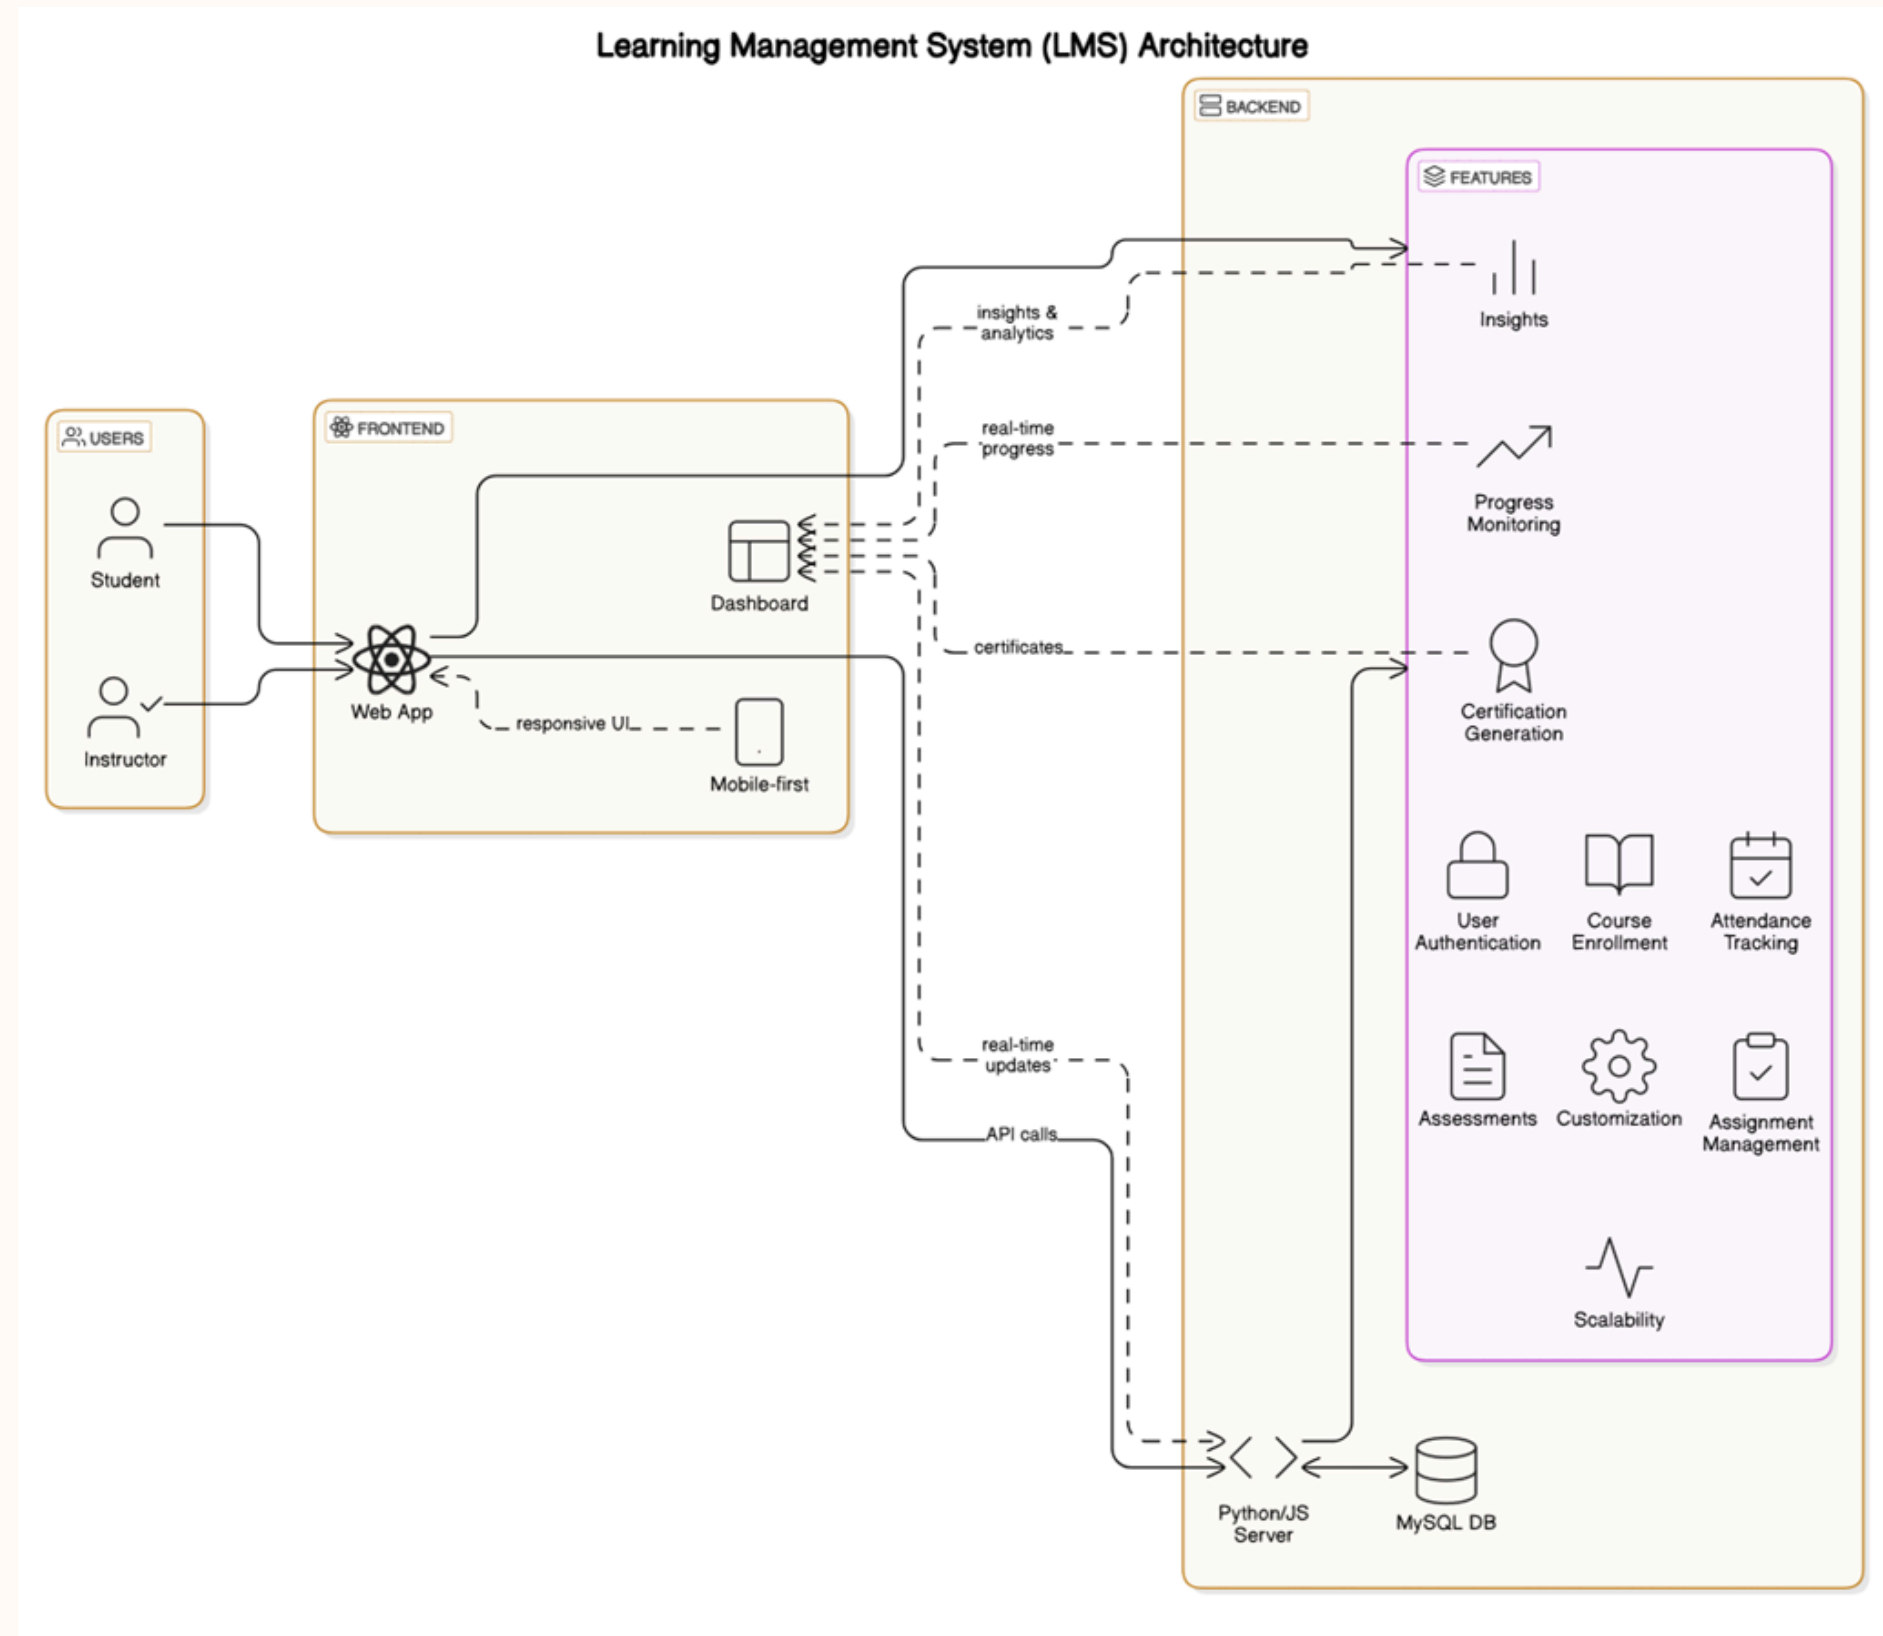 Learning Management System (LMS) Architecture
BACKEND
FEATURES
Insights
insights &
analytics
real-time
progress
Progress
Monitoring
USERS
Student
Instructor
FRONTEND
Dashboard
Web App
responsive UI
Mobile-first
certificates
Certification
Generation
User
Authentication
Course
Enrollment
Attendance
Tracking
real-time
updates
API calls
Assessments
Customization
Assignment
Management
Scalability
Python/JS
Server
MySQL DB